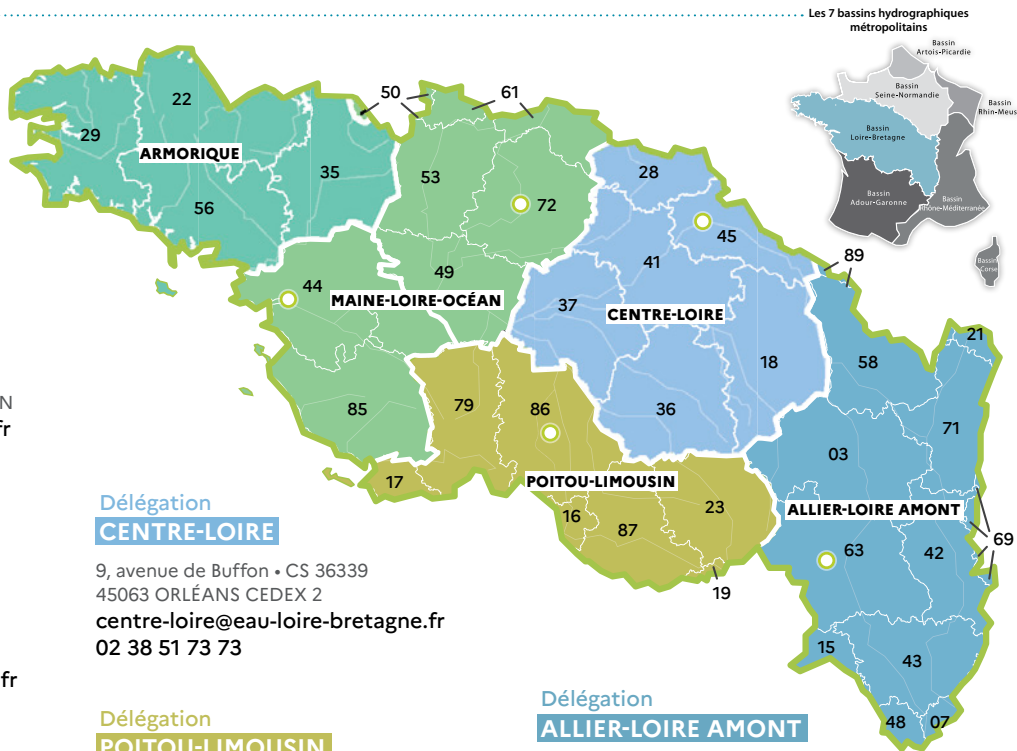 Les 7 bassins hydrographiques
métropolitains
Bassin
Artois-Picardie
Bassin
Seine-Normandie
Bassin
Rhin-Meus
Bassin
Loire-Bretagne
Bassin
Adour-Garonne
Bassin
Rhône-Méditerranée
Bassin
Corse
50
61
22
29
ARMORIQUE
35
56
53
72
28
45
41
89
44
49
MAINE-LOIRE-OCÉAN
37
CENTRE-LOIRE
18
58
21
85
79
86
36
71
03
17
POITOU-LIMOUSIN
16
87
23
19
ALLIER-LOIRE AMONT
63
42
69
15
43
48
07
N
fr
Délégation
CENTRE-LOIRE
9, avenue de Buffon • CS 36339
45063 ORLÉANS CEDEX 2
centre-loire@eau-loire-bretagne.fr
02 38 51 73 73
fr
Délégation
POITOU-LIMOUSIN
Délégation
ALLIER-LOIRE AMONT